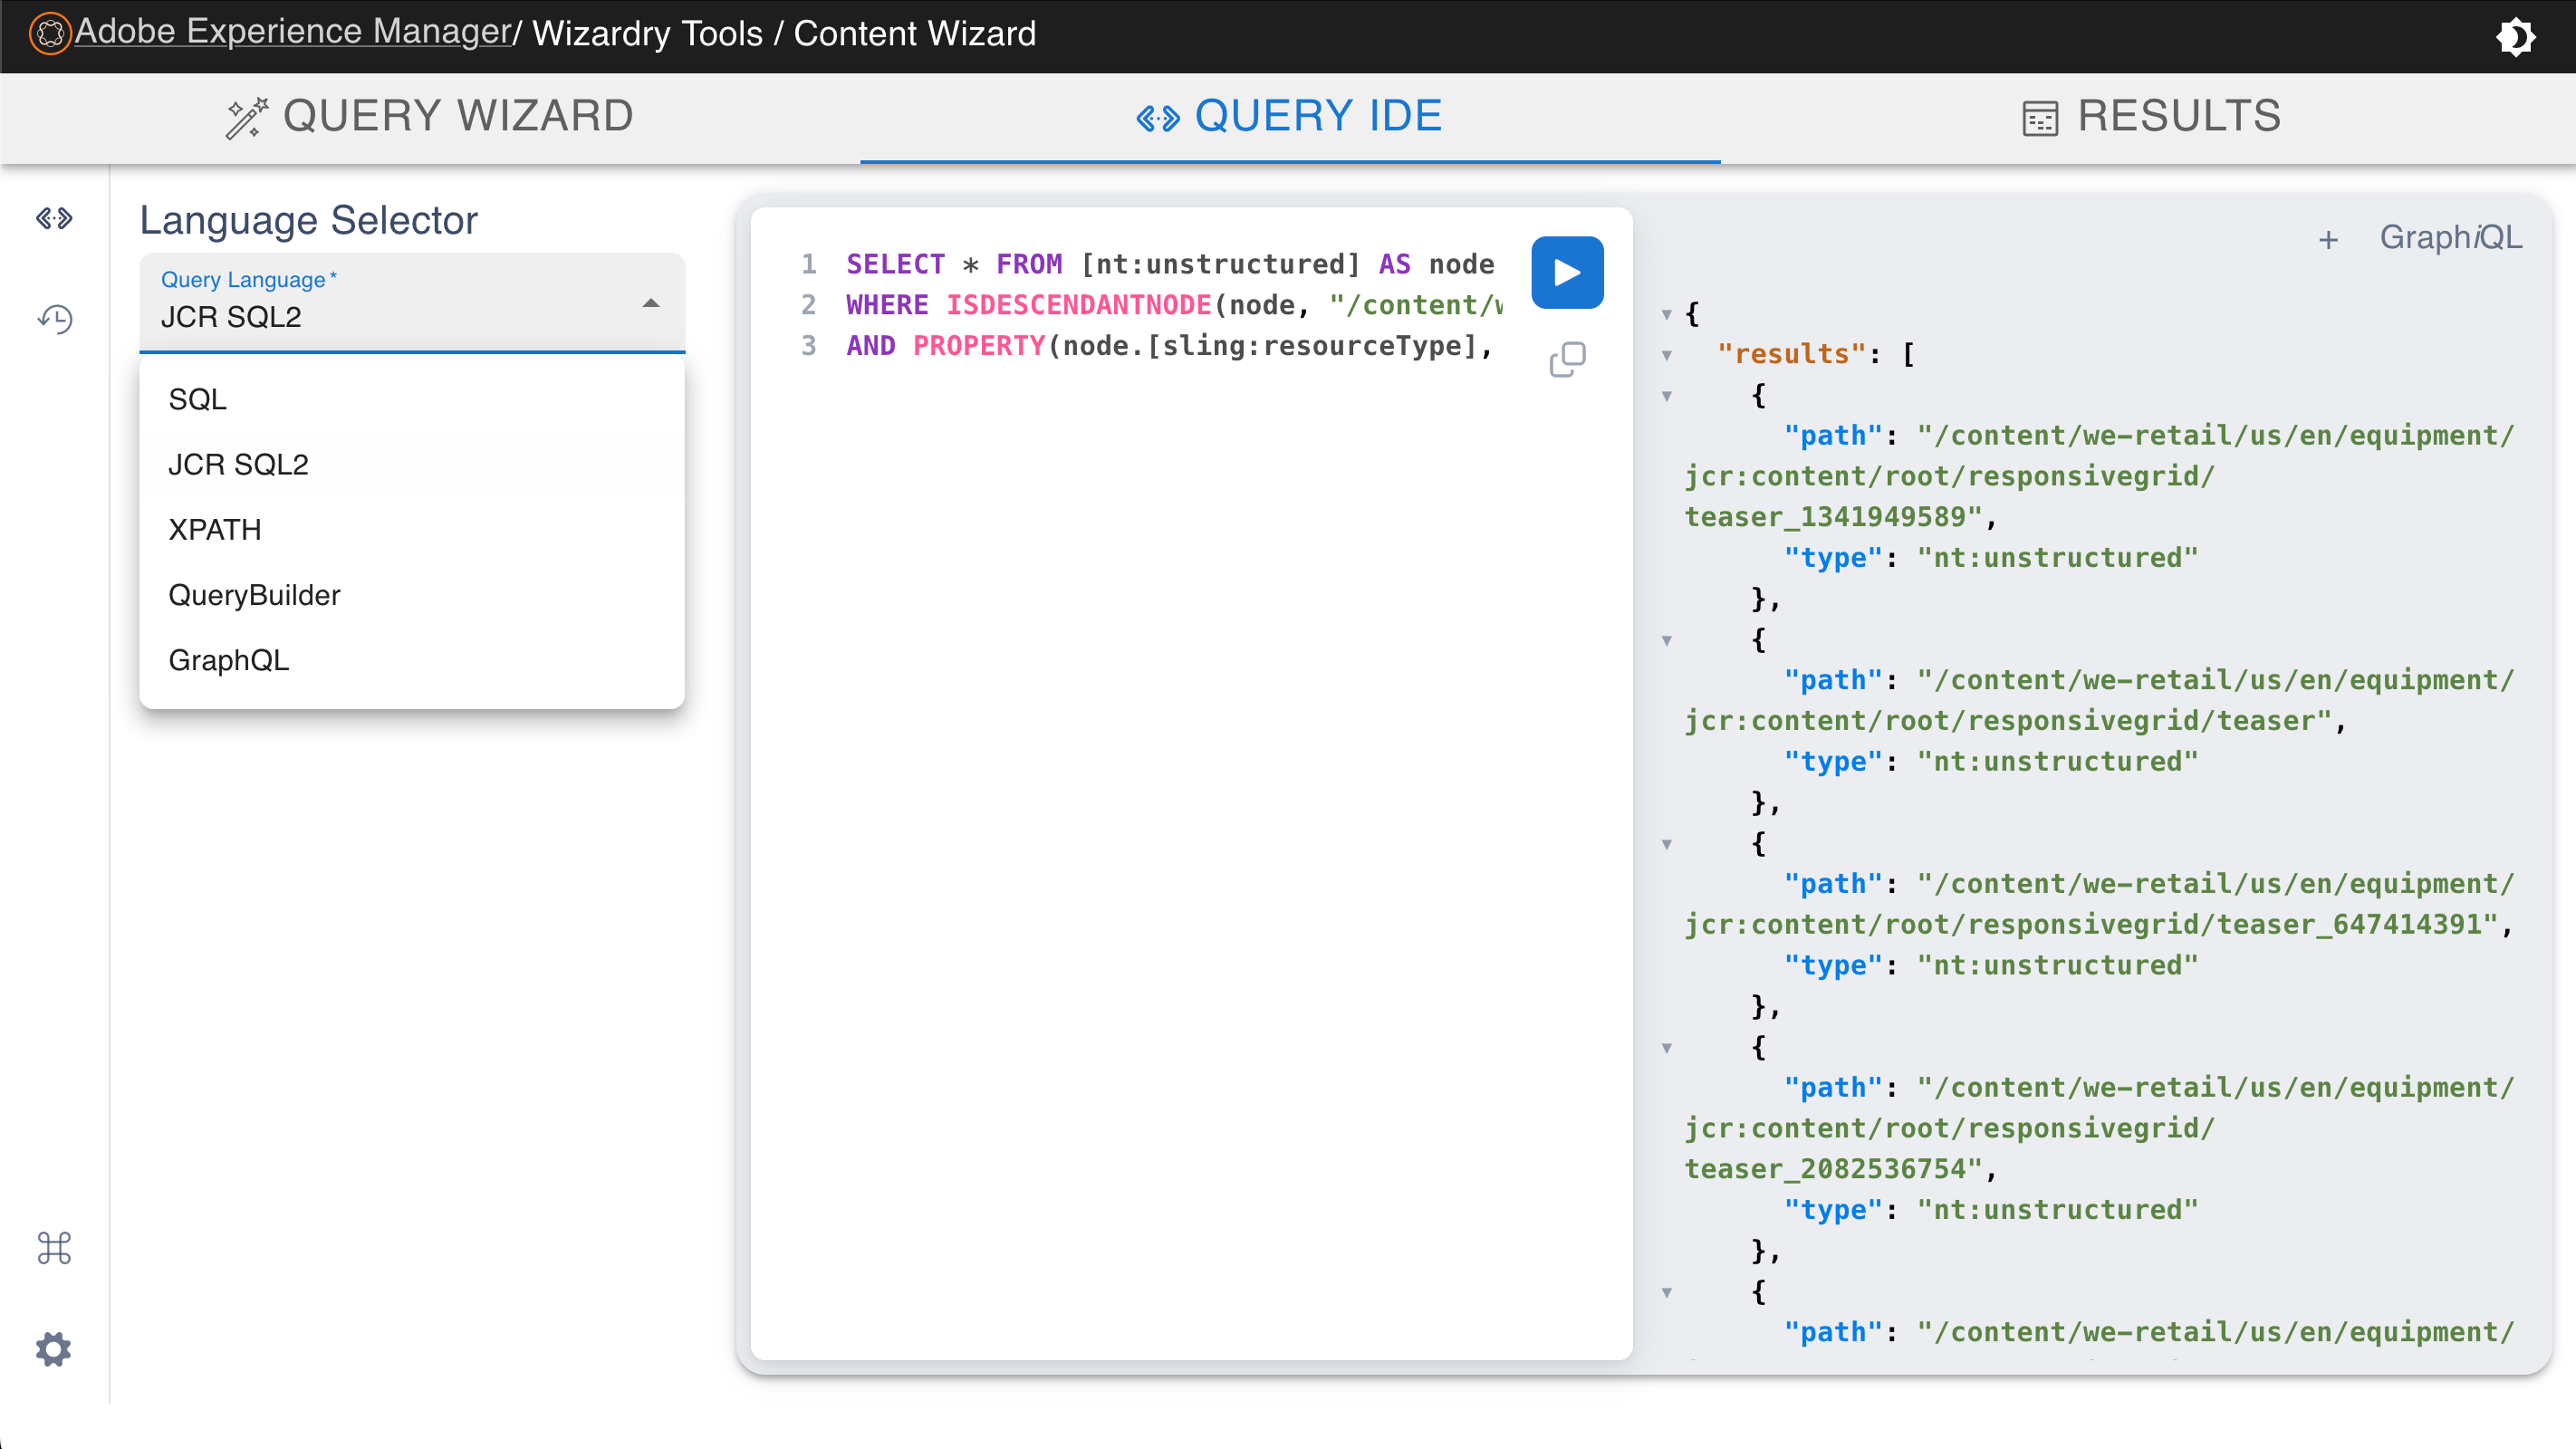 Adobe Experience Manager/ Wizardry Tools / Content Wizard
QUERY WIZARD
QUERY IDE
RESULTS
Language Selector
Query Language*
JCR SQL2
SQL
JCR SQL2
XPATH
QueryBuilder
GraphQL
1 SELECT * FROM [nt:unstructured] AS node
2 WHERE ISDESCENDANTNODE(node, "/content/
3 AND PROPERTY(node.[sling:resourceType],
+ GraphiQL
{
"results": [
{
"path": "/content/we-retail/us/en/equipment/
jcr:content/root/responsivegrid/
teaser_1341949589",
"type": "nt:unstructured"
},
{
"path": "/content/we-retail/us/en/equipment/
jcr:content/root/responsivegrid/teaser",
"type": "nt:unstructured"
},
{
"path": "/content/we-retail/us/en/equipment/
jcr:content/root/responsivegrid/teaser_647414391",
"type": "nt:unstructured"
},
{
"path": "/content/we-retail/us/en/equipment/
jcr:content/root/responsivegrid/
teaser_2082536754",
"type": "nt:unstructured"
},
{
"path": "/content/we-retail/us/en/equipment/